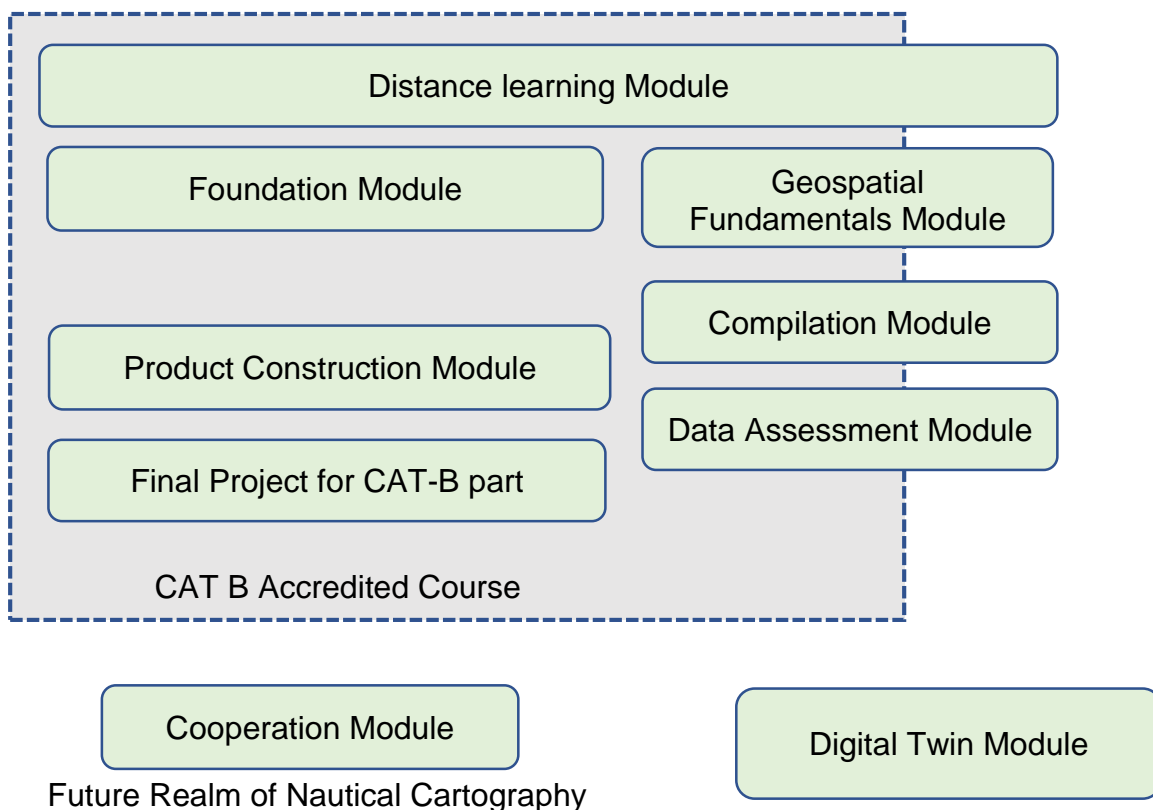 Distance learning Module
Foundation Module
Geospatial
Fundamentals Module
Compilation Module
Product Construction Module
Data Assessment Module
Final Project for CAT-B part
CAT B Accredited Course
Cooperation Module
Digital Twin Module
Future Realm of Nautical Cartography